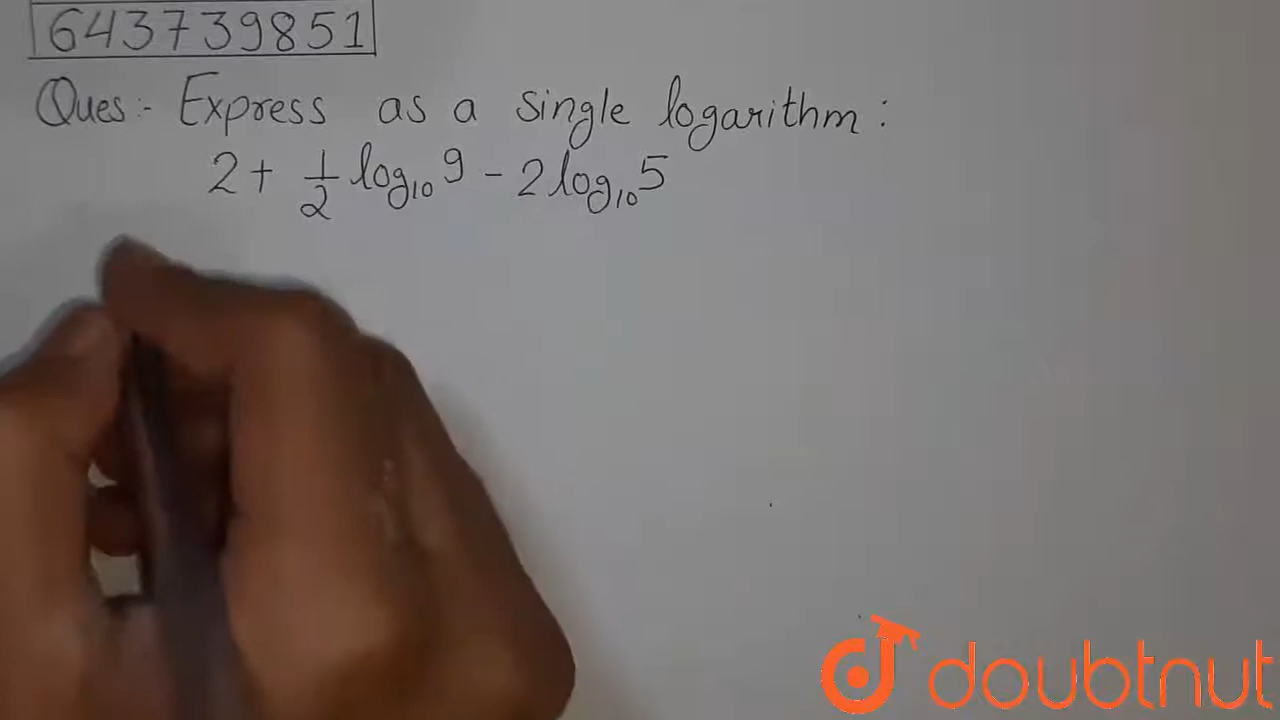 643739851
Ques:- Express as a single logarithm:
2 + 1/2 log₁₀ 9 - 2 log₁₀ 5
doubtnut